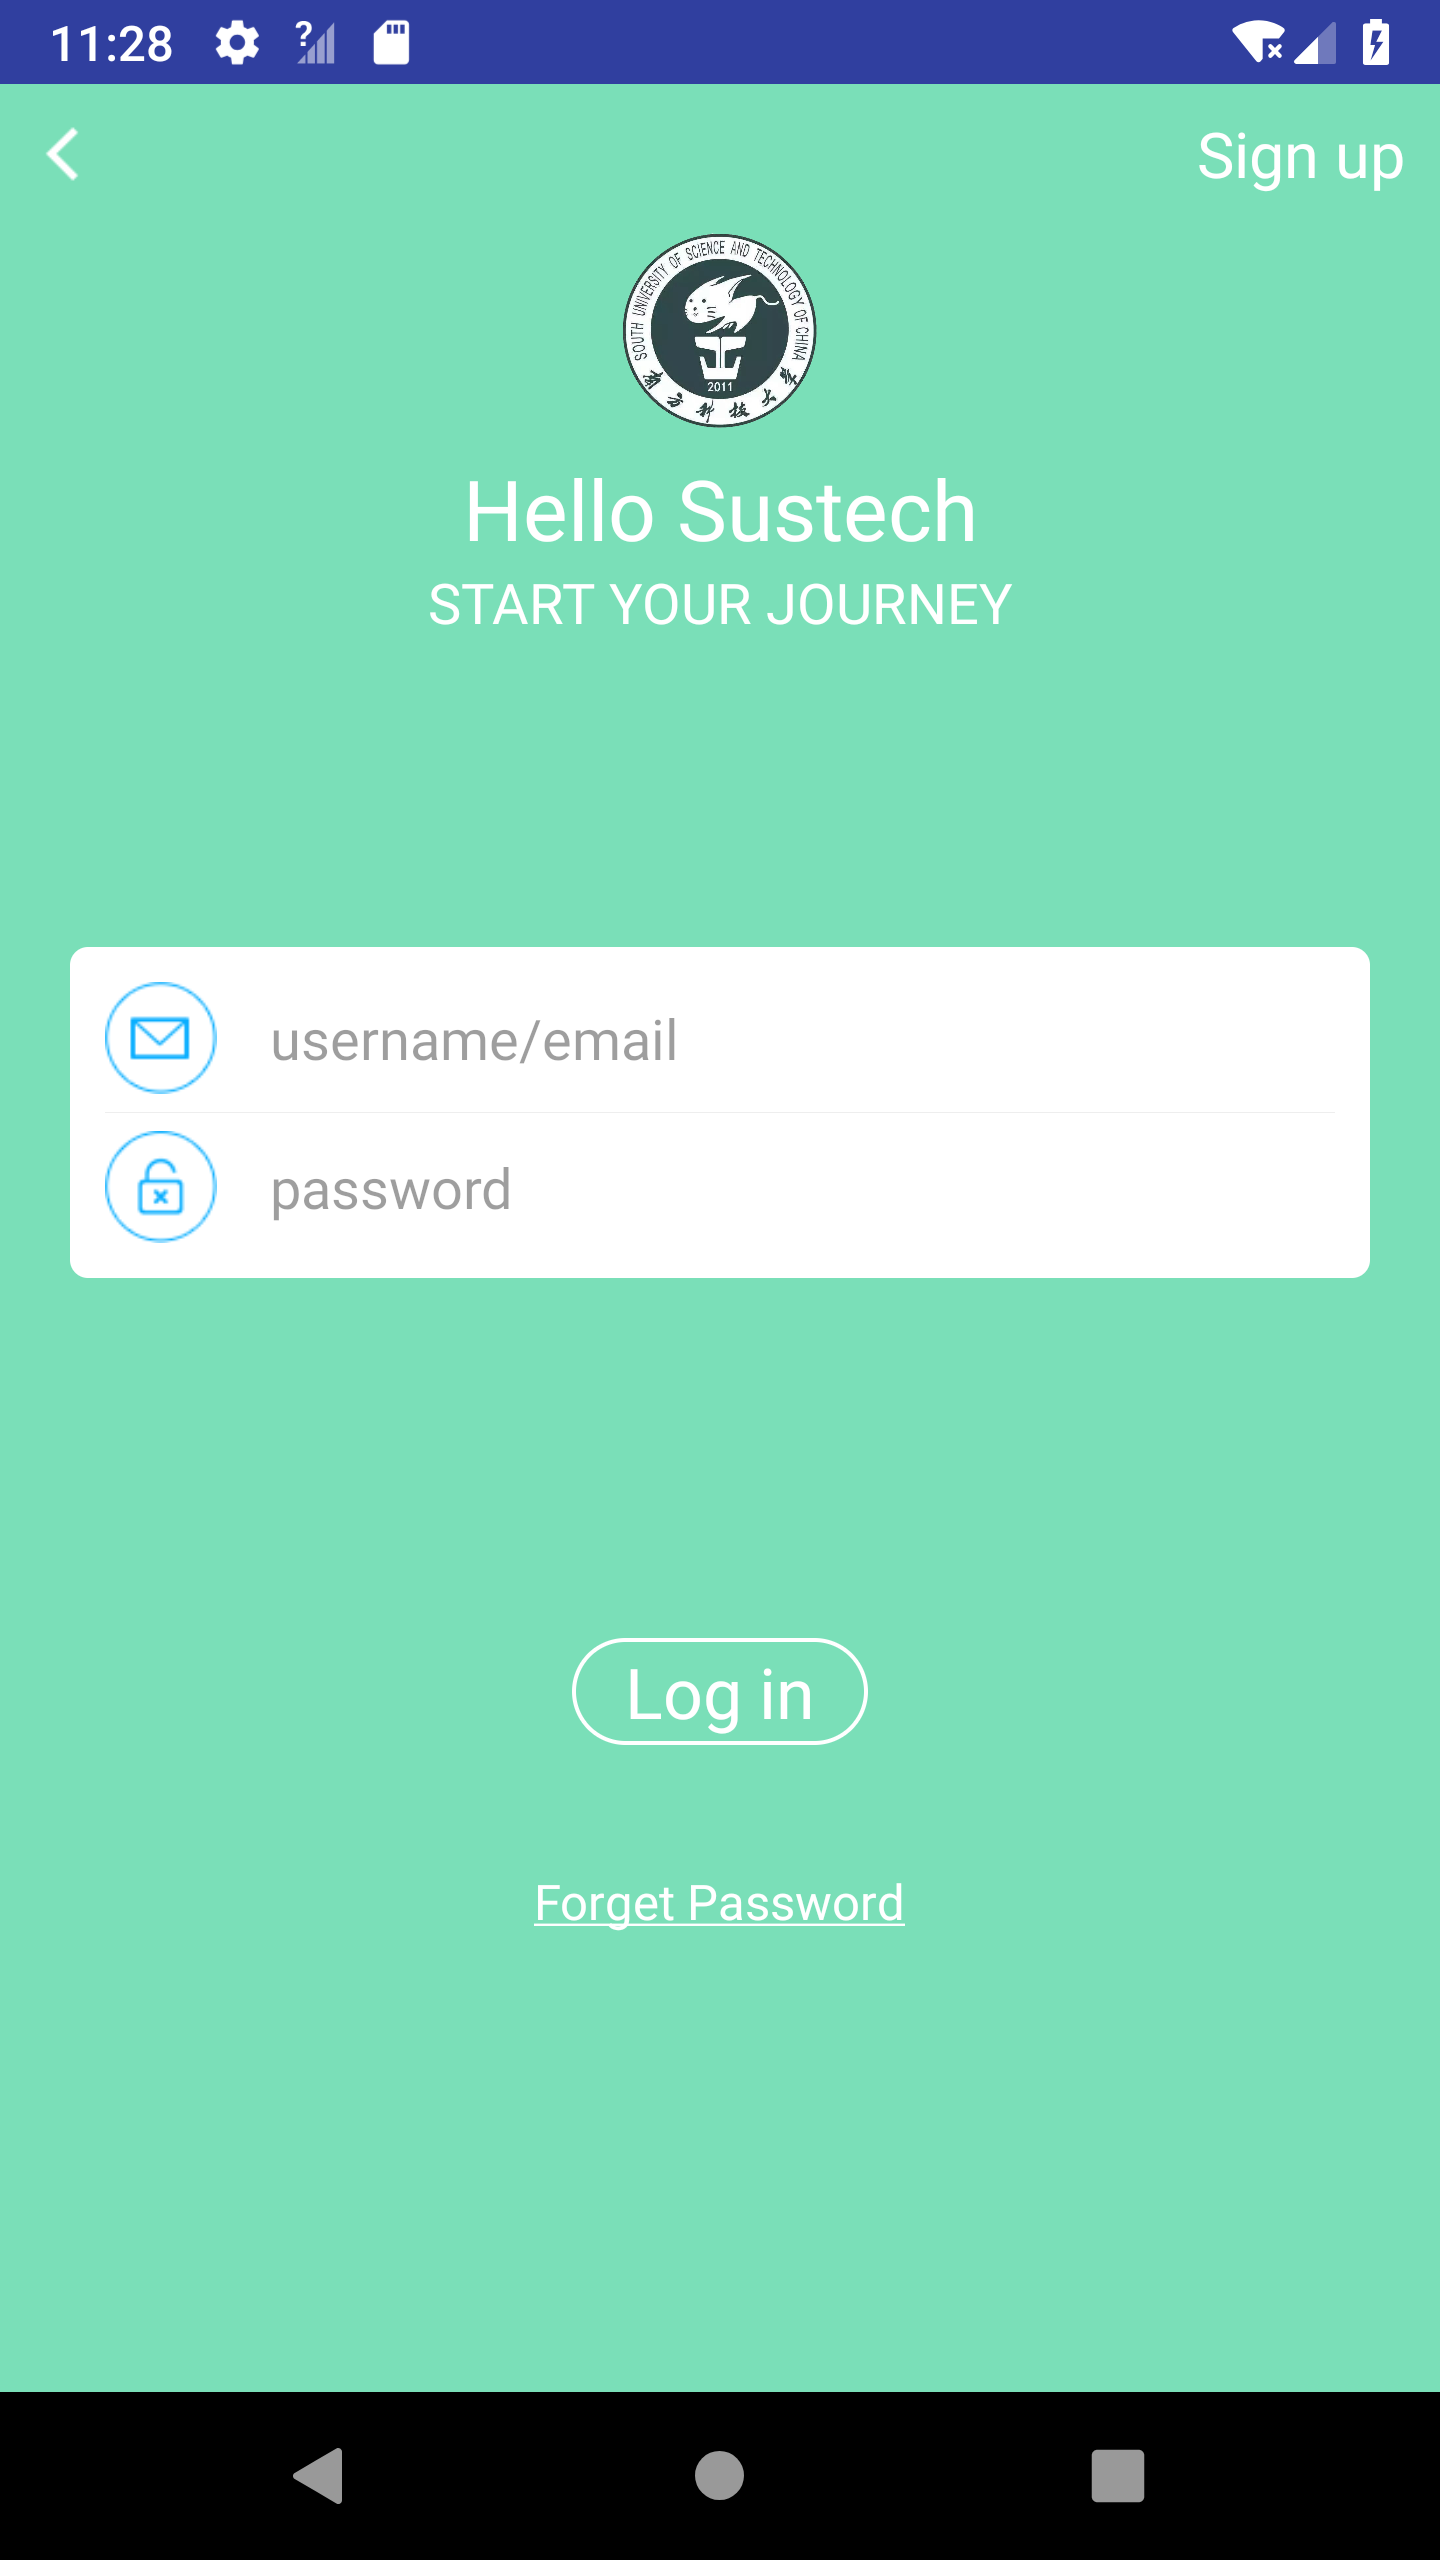 11:28
Sign up
SOUTH UNIVERSITY OF SCIENCE AND TECHNOLOGY OF CHINA
2011
南方科技大学
Hello Sustech
START YOUR JOURNEY
username/email
password
Log in
Forget Password